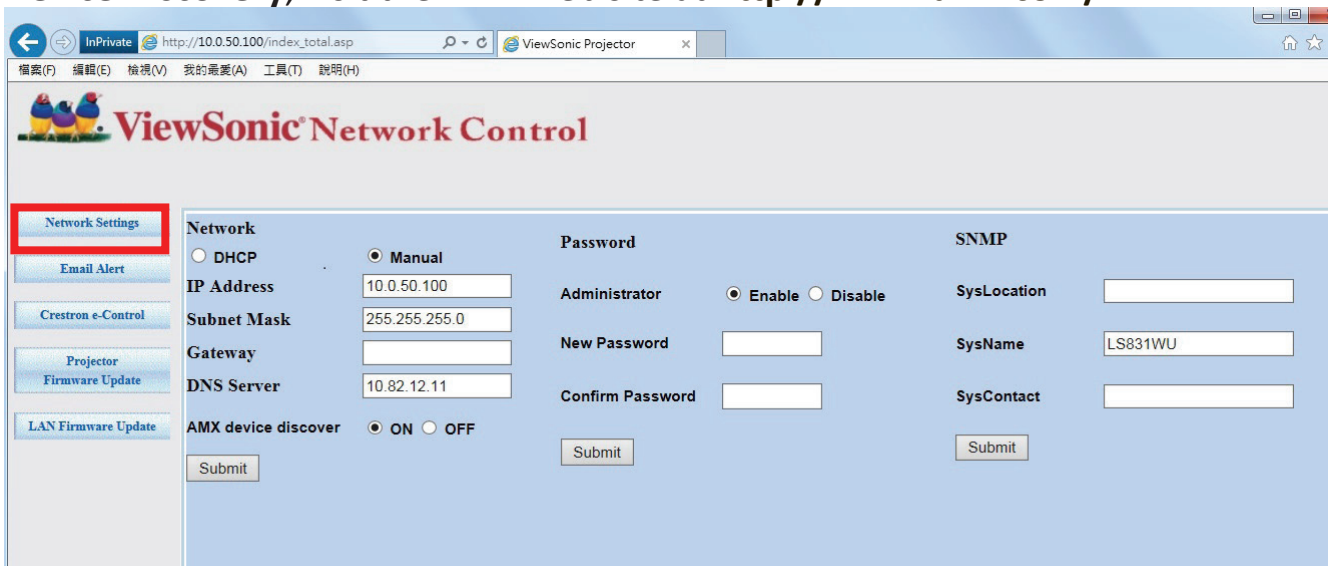 InPrivate http://10.0.50.100/index_total.asp ViewSonic Projector
檔案(F) 編輯(E) 檢視(V) 我的最愛(A) 工具(T) 說明(H)
ViewSonic® Network Control
Network Settings
Email Alert
Crestron e-Control
Projector
Firmware Update
LAN Firmware Update
Network
DHCP Manual
IP Address 10.0.50.100
Subnet Mask 255.255.255.0
Gateway
DNS Server 10.82.12.11
AMX device discover ON OFF
Submit
Password
Administrator Enable Disable
New Password
Confirm Password
Submit
SNMP
SysLocation
SysName LS831WU
SysContact
Submit